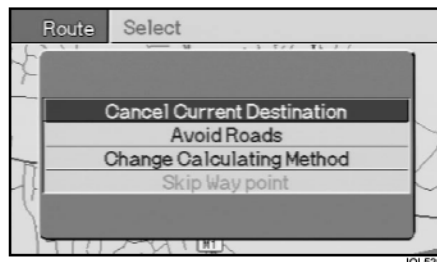 Route Select
Cancel Current Destination
Avoid Roads
Change Calculating Method
Skip Way point
M1